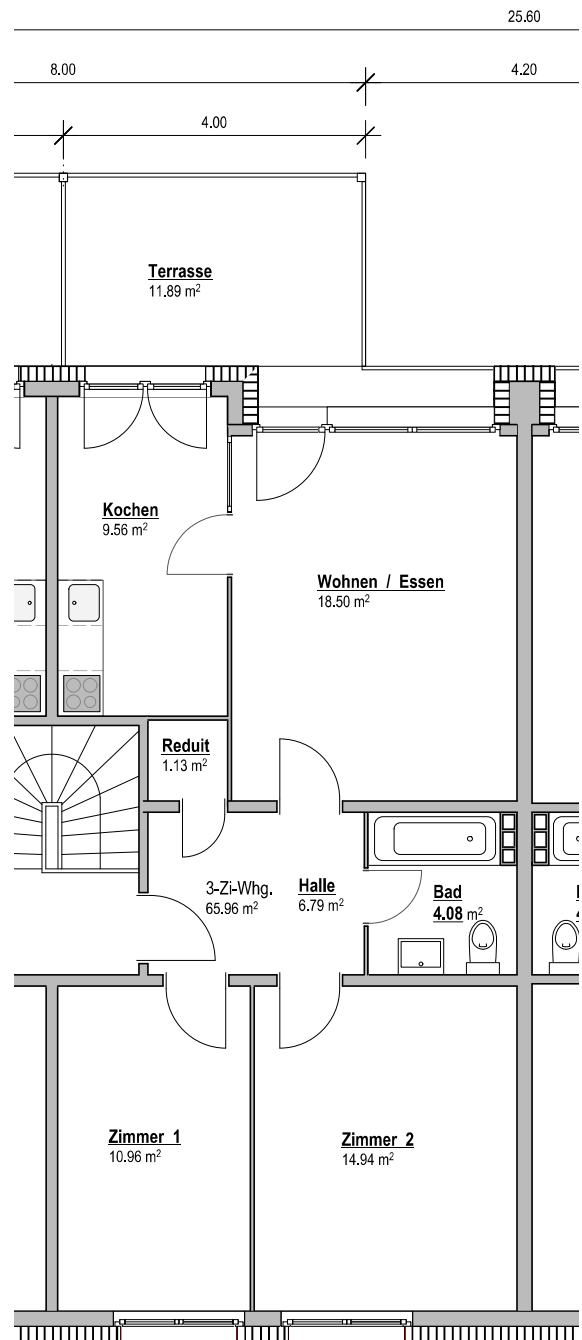 25.60
8.00
4.20
4.00
Terrasse
11.89 m²
Kochen
9.56 m²
Wohnen / Essen
18.50 m²
Reduit
1.13 m²
3-Zi-Whg.
65.96 m²
Halle
6.79 m²
Bad
4.08 m²
Zimmer 1
10.96 m²
Zimmer 2
14.94 m²